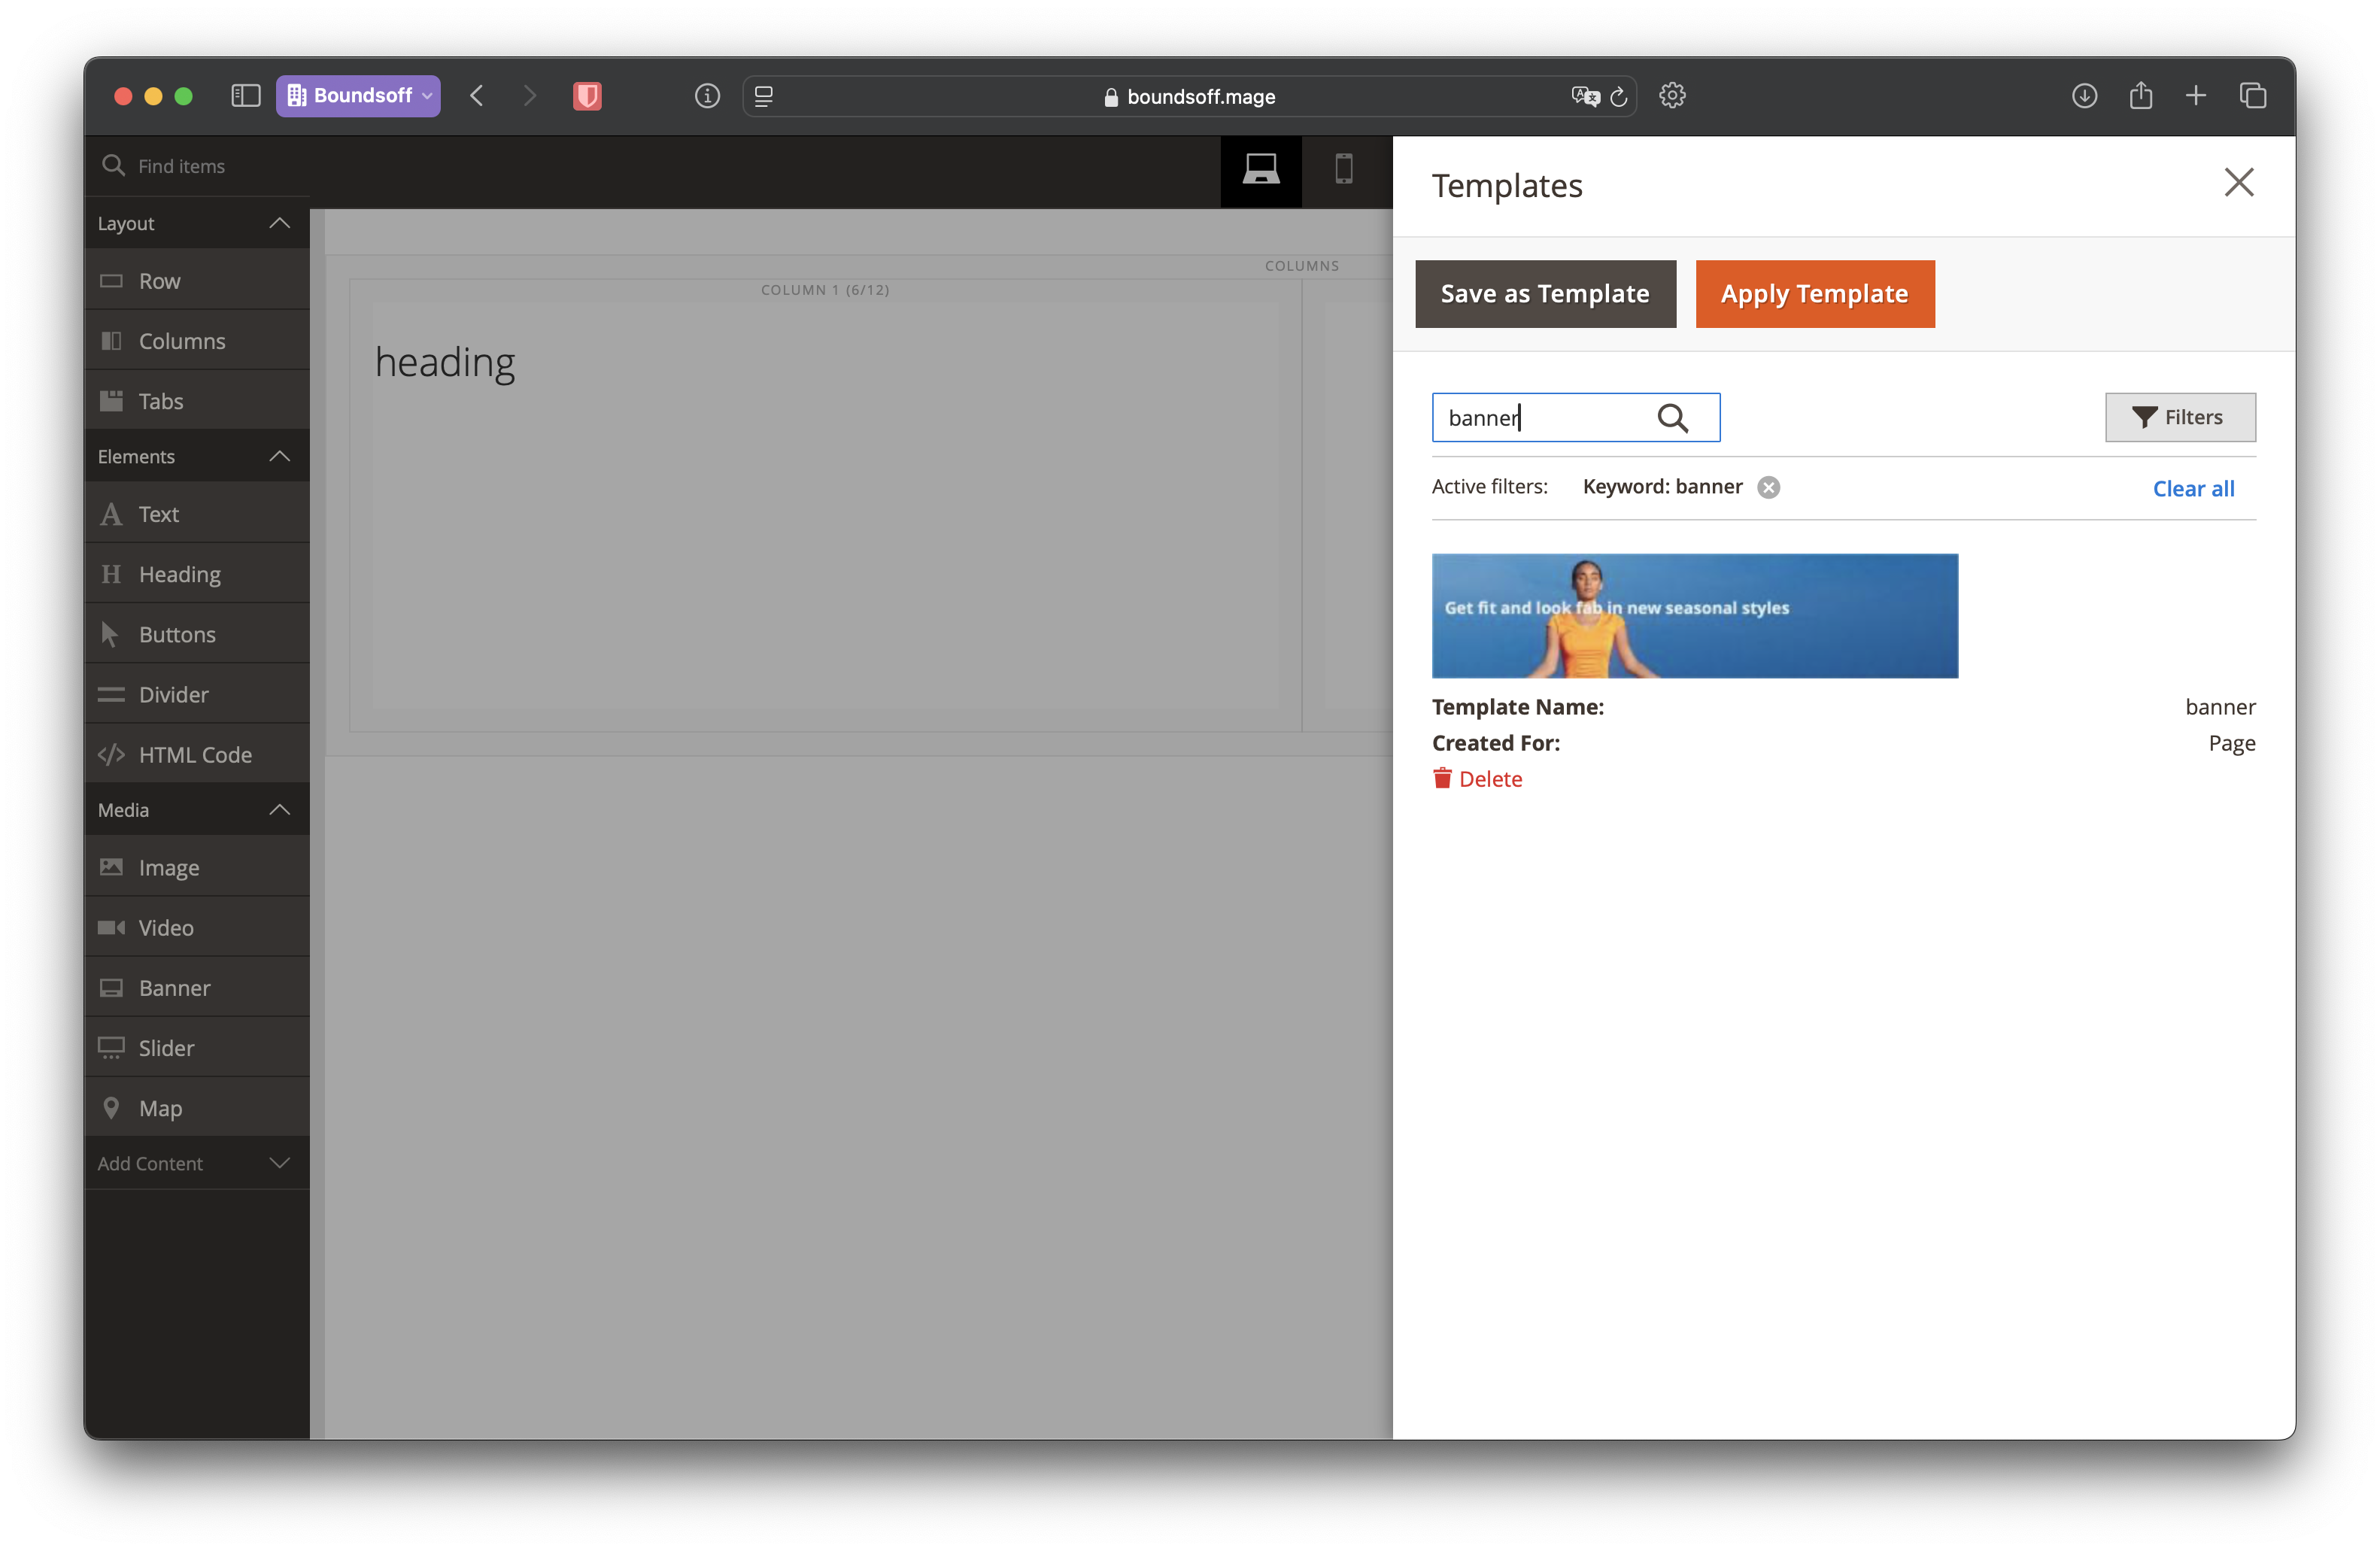 Boundsoff
boundsoff.mage
Find items
Layout
Row
Columns
Tabs
Elements
Text
Heading
Buttons
Divider
HTML Code
Media
Image
Video
Banner
Slider
Map
Add Content
COLUMNS
COLUMN 1 (6/12)
heading
Templates
Save as Template
Apply Template
banner
Filters
Active filters: Keyword: banner
Clear all
Get fit and look fab in new seasonal styles
Template Name: banner
Created For: Page
Delete